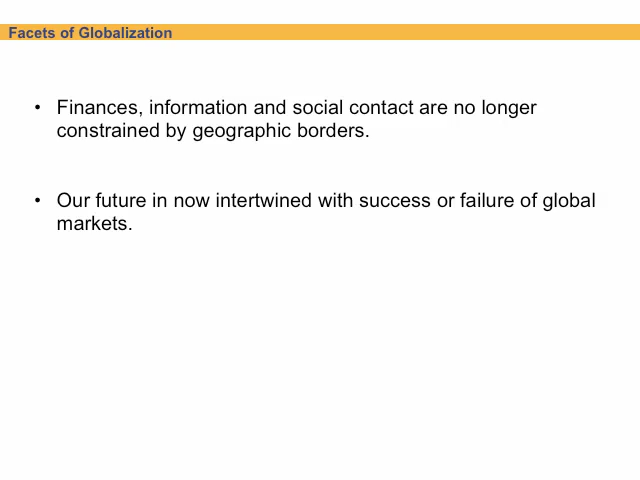 Facets of Globalization
• Finances, information and social contact are no longer
constrained by geographic borders.
• Our future in now intertwined with success or failure of global
markets.